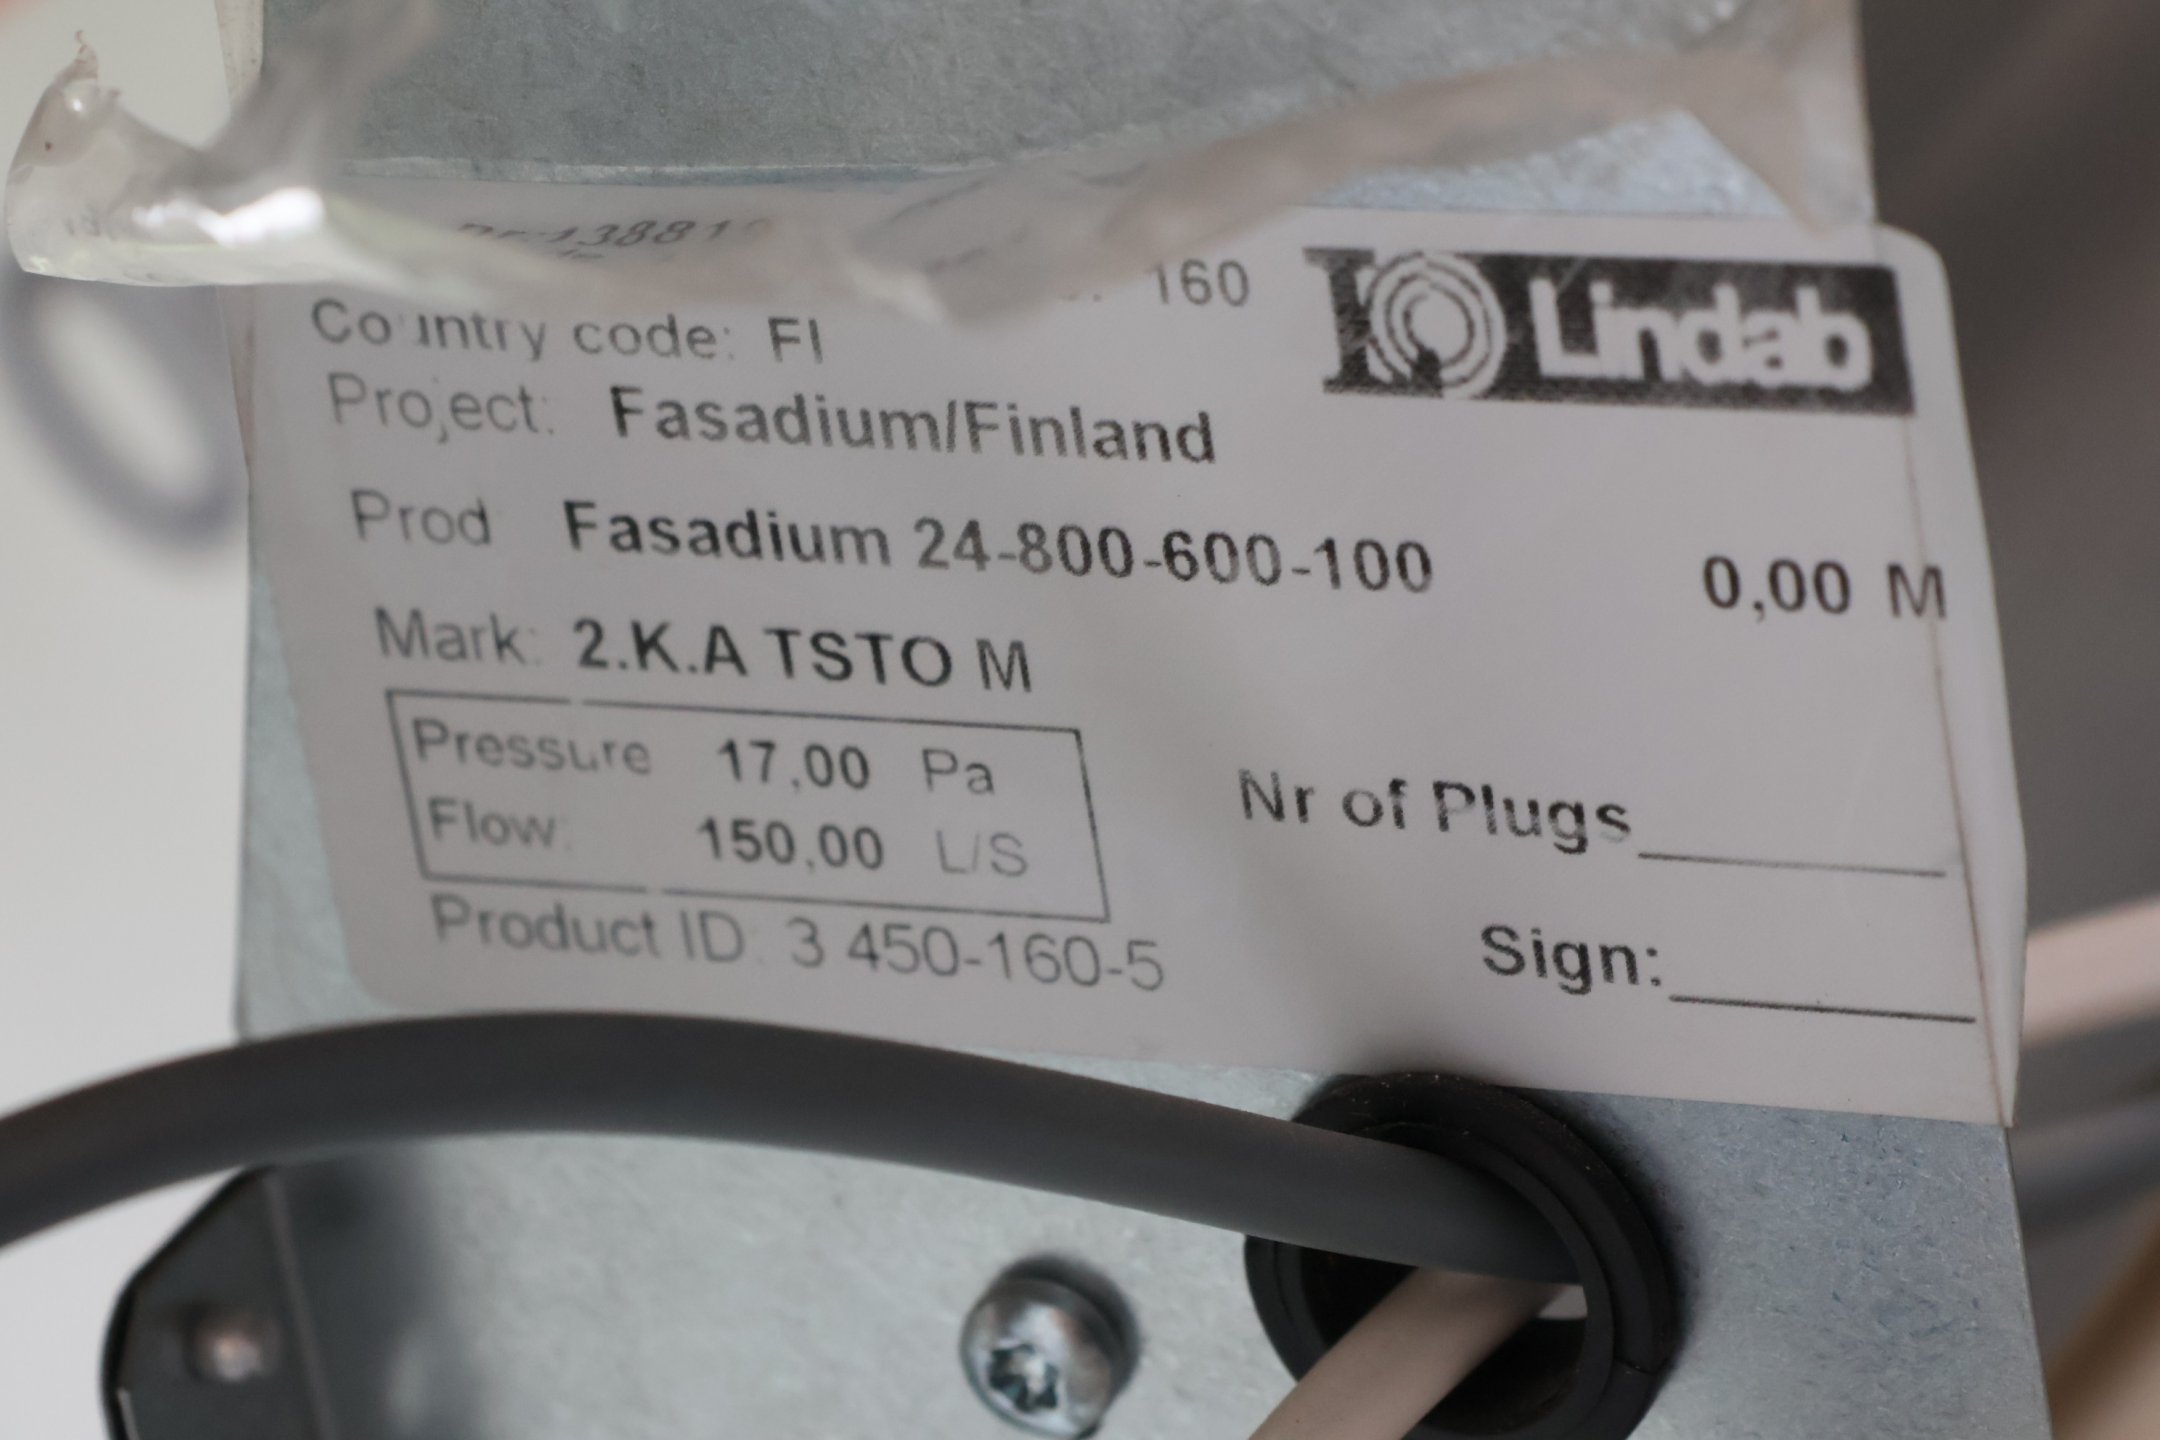 160
Lindab
Country code: FI
Project: Fasadium/Finland
Prod Fasadium 24-800-600-100 0,00 M
Mark: 2.K.A TSTO M
Pressure 17,00 Pa
Flow: 150,00 L/S
Nr of Plugs
Product ID: 3 450-160-5
Sign: